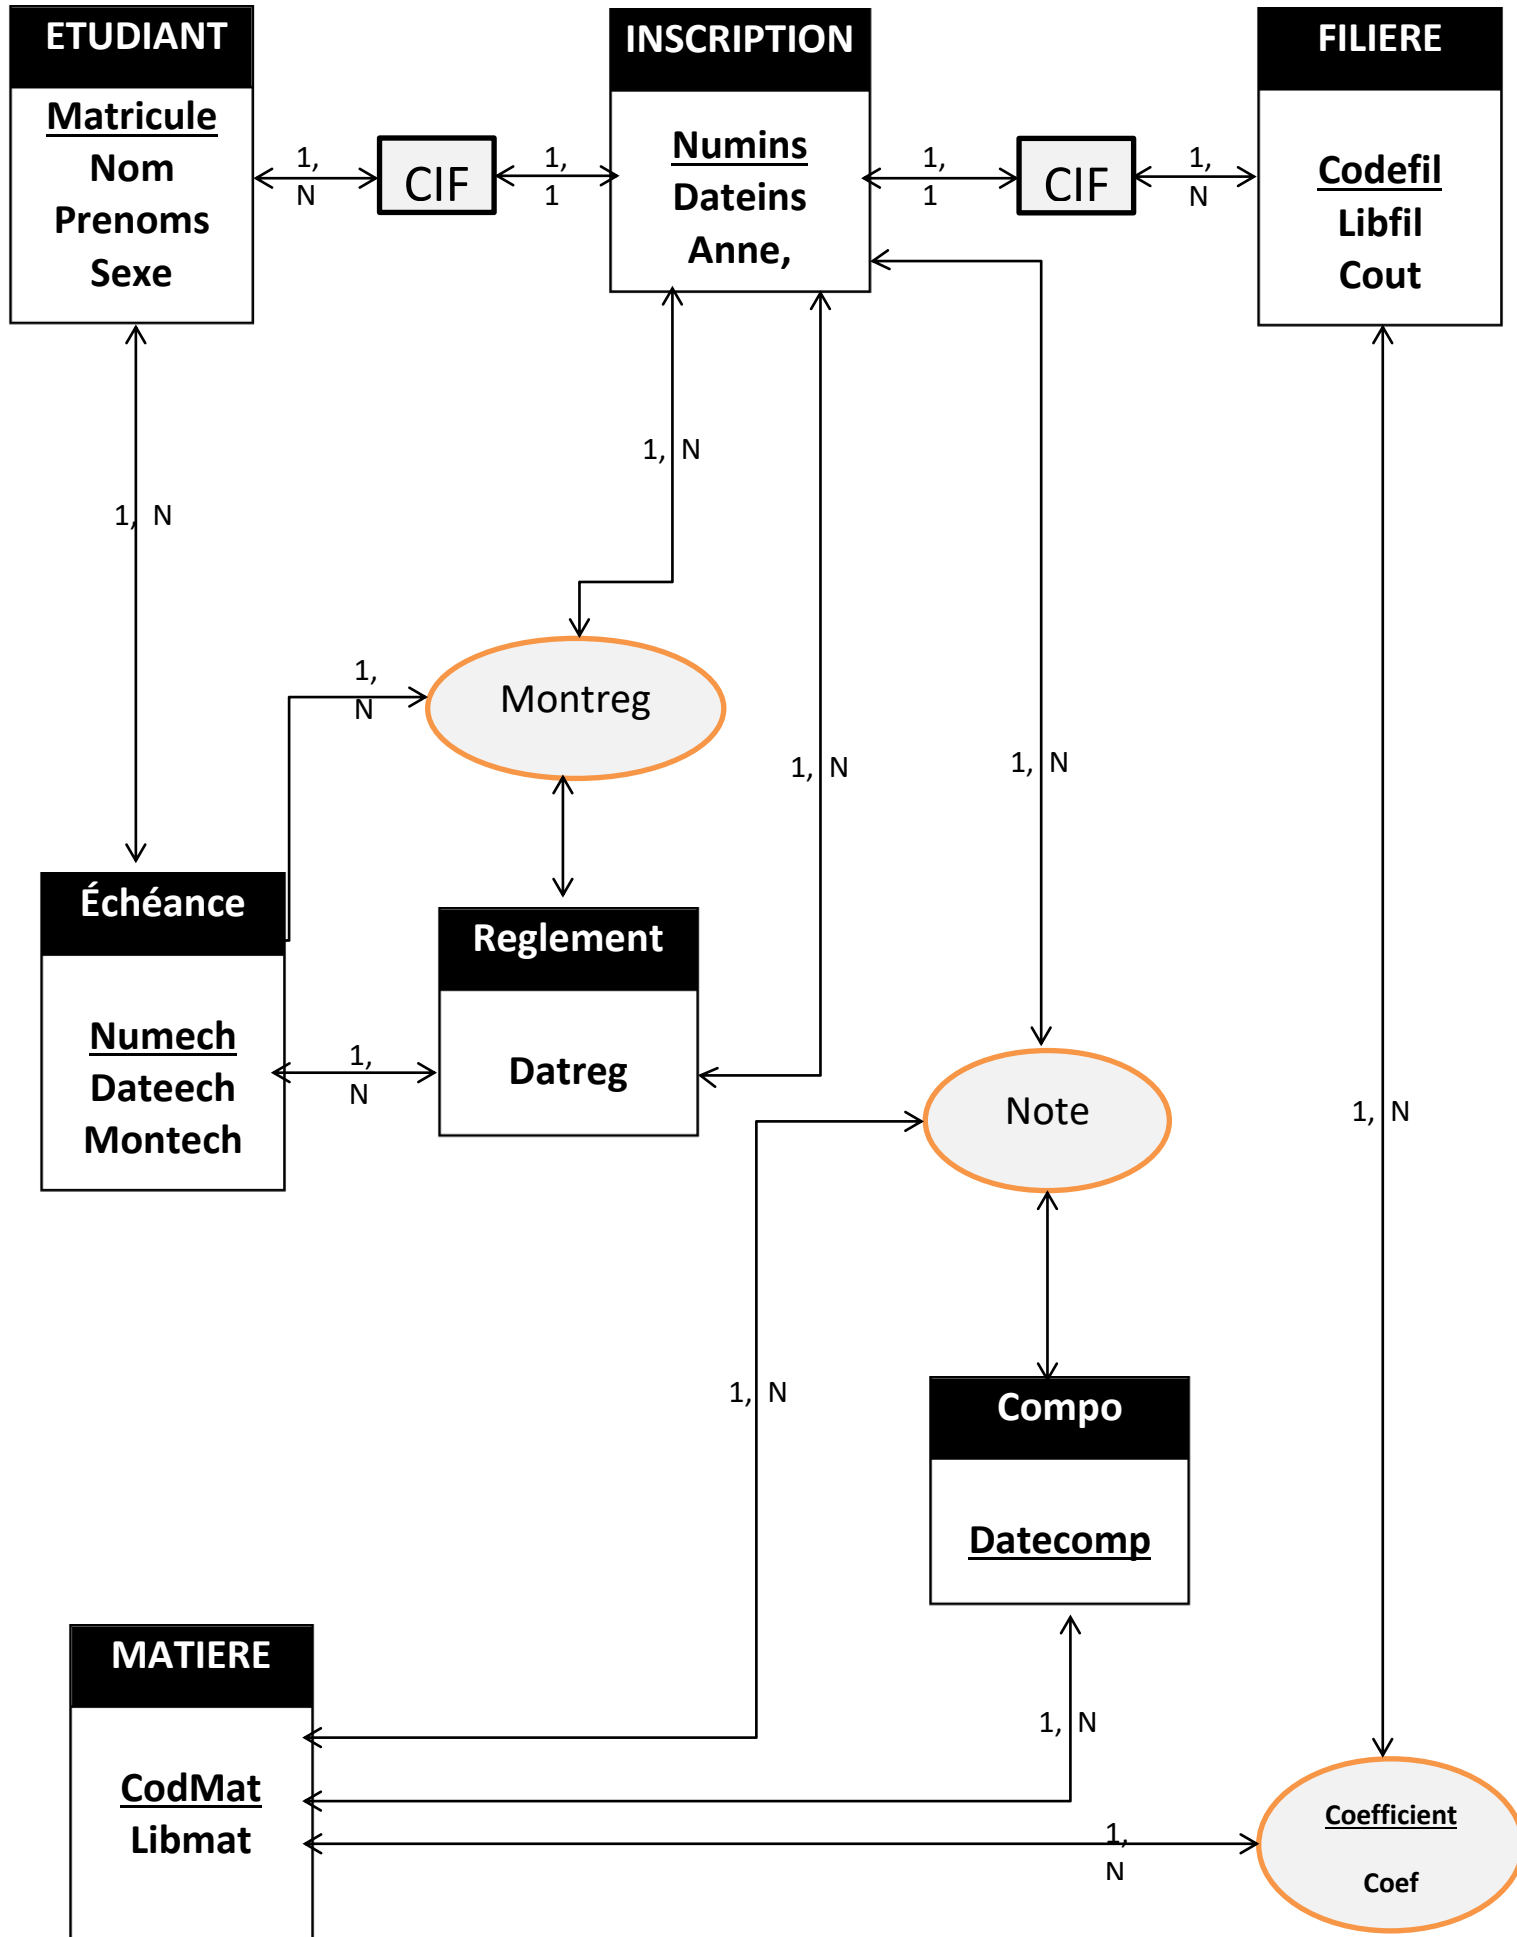 ETUDIANT
Matricule
Nom
Prenoms
Sexe
1,
N
CIF
1,
1
INSCRIPTION
Numins
Dateins
Anne,
1,
1
CIF
1,
N
FILIERE
Codefil
Libfil
Cout
1, N
1, N
1,
N
Montreg
1, N
1, N
Échéance
Numech
Dateech
Montech
1,
N
Reglement
Datreg
Note
1, N
1, N
Compo
Datecomp
MATIERE
CodMat
Libmat
1, N
1,
N
Coefficient
Coef